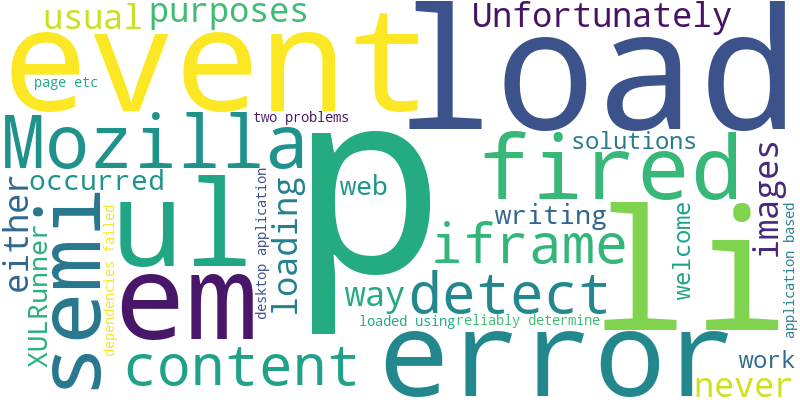 usual
purposes
Unfortunately
event
load
page etc
two problems
Mozilla
p
fired
solutions
images
occurred
web
either
semi
ul
loading
desktop application
writing
li
welcome
application based
XULRunner
dependencies failed
em
iframe
way
detect
loaded using
reliably determine
content
error
work
never